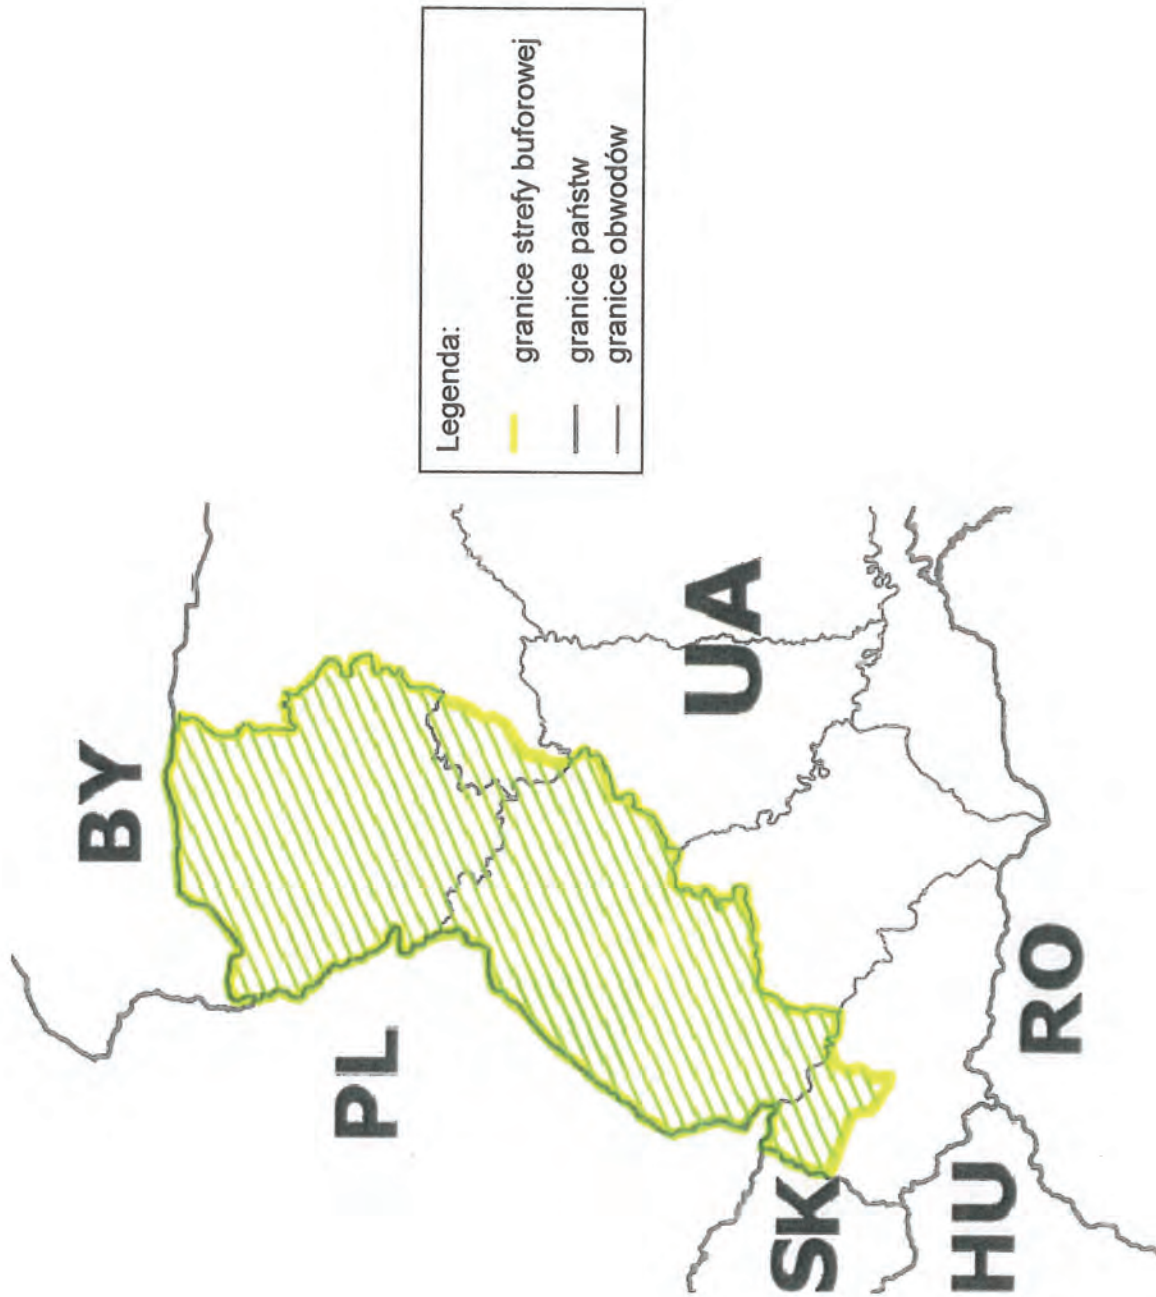 BY
PL
UA
SK
HU
RO
Legenda:
granice strefy buforowej
granice państw
granice obwodów